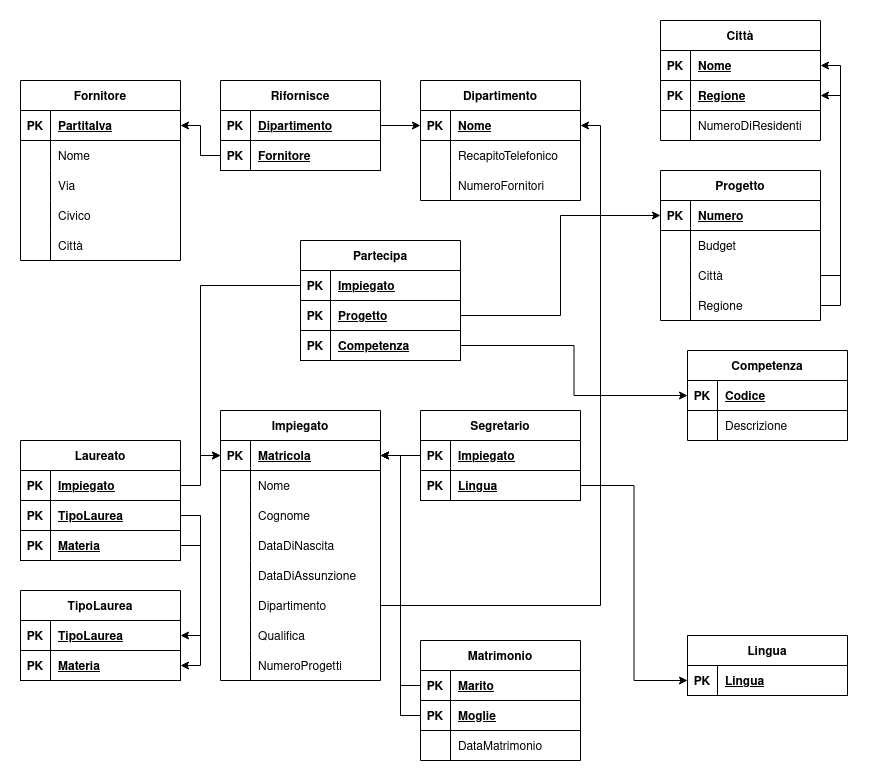 Città
PK Nome
PK Regione
NumeroDiResidenti
Fornitore
PK PartitaIva
Nome
Via
Civico
Città
Rifornisce
PK Dipartimento
PK Fornitore
Dipartimento
PK Nome
RecapitoTelefonico
NumeroFornitori
Progetto
PK Numero
Budget
Città
Regione
Partecipa
PK Impiegato
PK Progetto
PK Competenza
Competenza
PK Codice
Descrizione
Laureato
PK Impiegato
PK TipoLaurea
PK Materia
Impiegato
PK Matricola
Nome
Cognome
DataDiNascita
DataDiAssunzione
Dipartimento
Qualifica
NumeroProgetti
Segretario
PK Impiegato
PK Lingua
TipoLaurea
PK TipoLaurea
PK Materia
Matrimonio
PK Marito
PK Moglie
DataMatrimonio
Lingua
PK Lingua